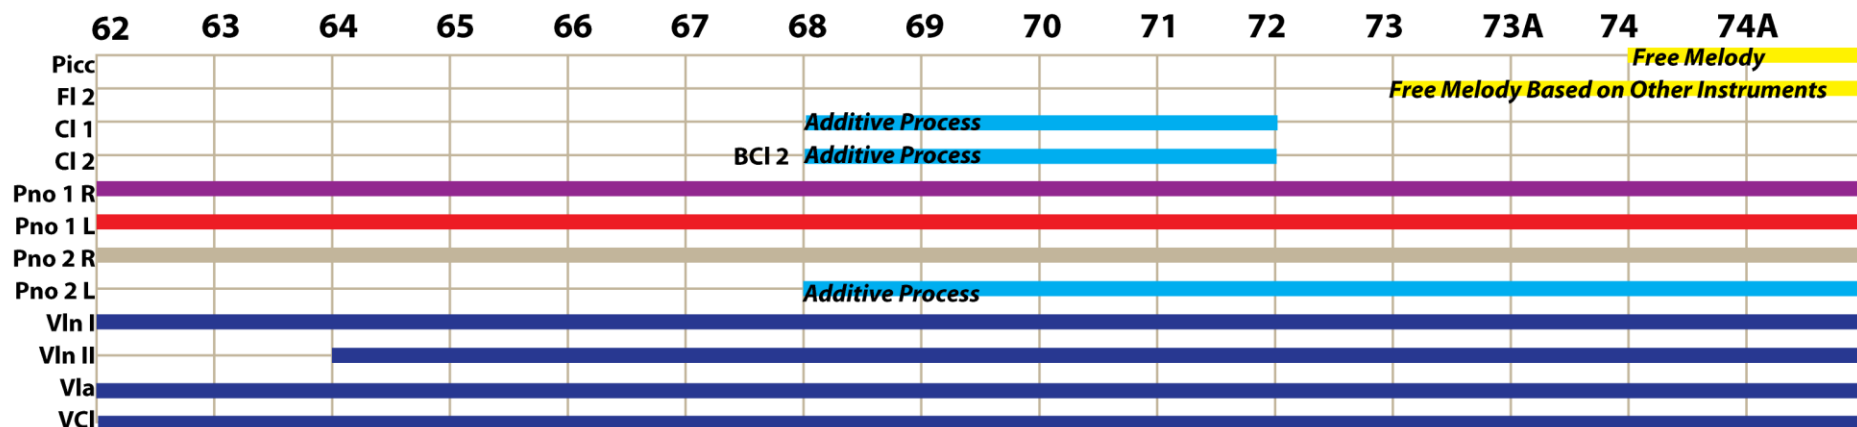 62 63 64 65 66 67 68 69 70 71 72 73 73A 74 74A
Picc Free Melody
Fl 2 Free Melody Based on Other Instruments
Cl 1 Additive Process
Cl 2 BCl 2 Additive Process
Pno 1 R
Pno 1 L
Pno 2 R
Pno 2 L Additive Process
Vln I
Vln II
Vla
VCl